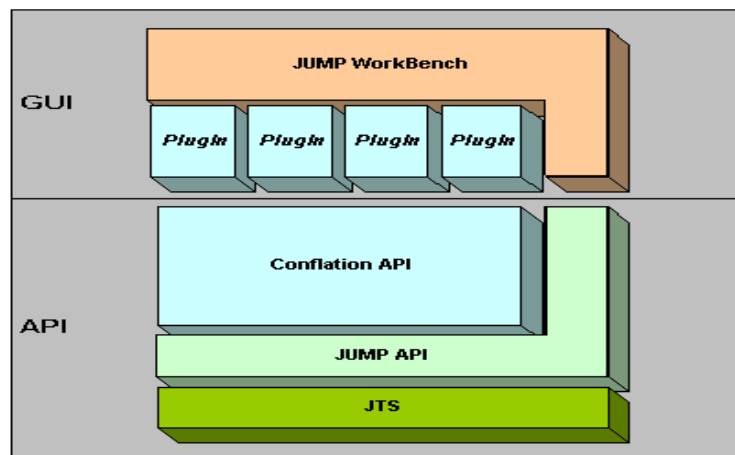 JUMP WorkBench
GUI
PlugIn PlugIn PlugIn PlugIn
Conflation API
API
JUMP API
JTS